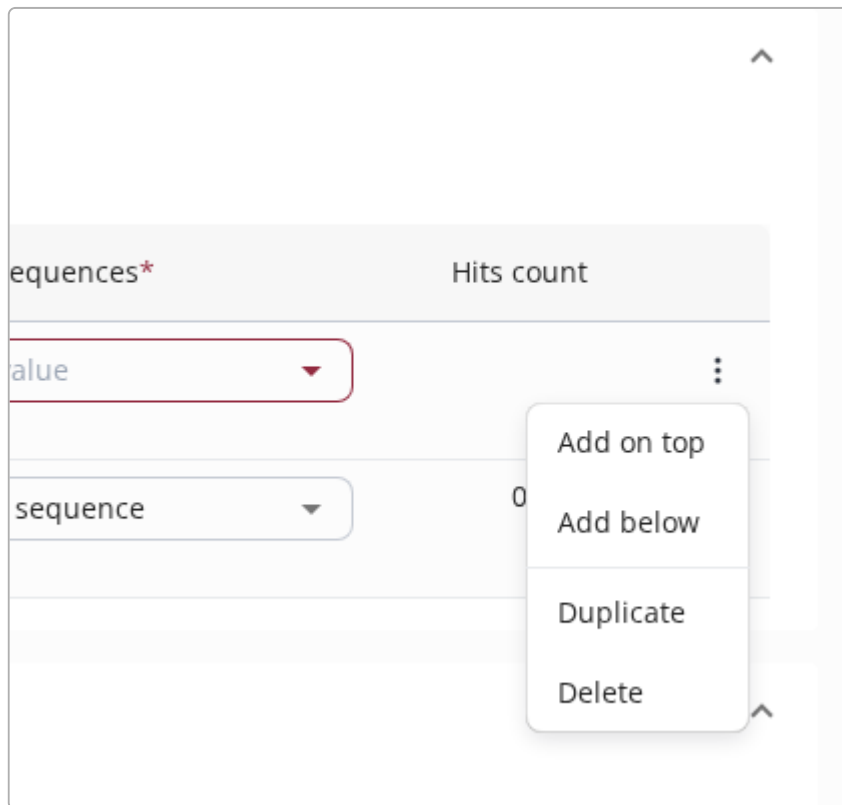 equences* Hits count
alue
Add on top
sequence 0
Add below
Duplicate
Delete